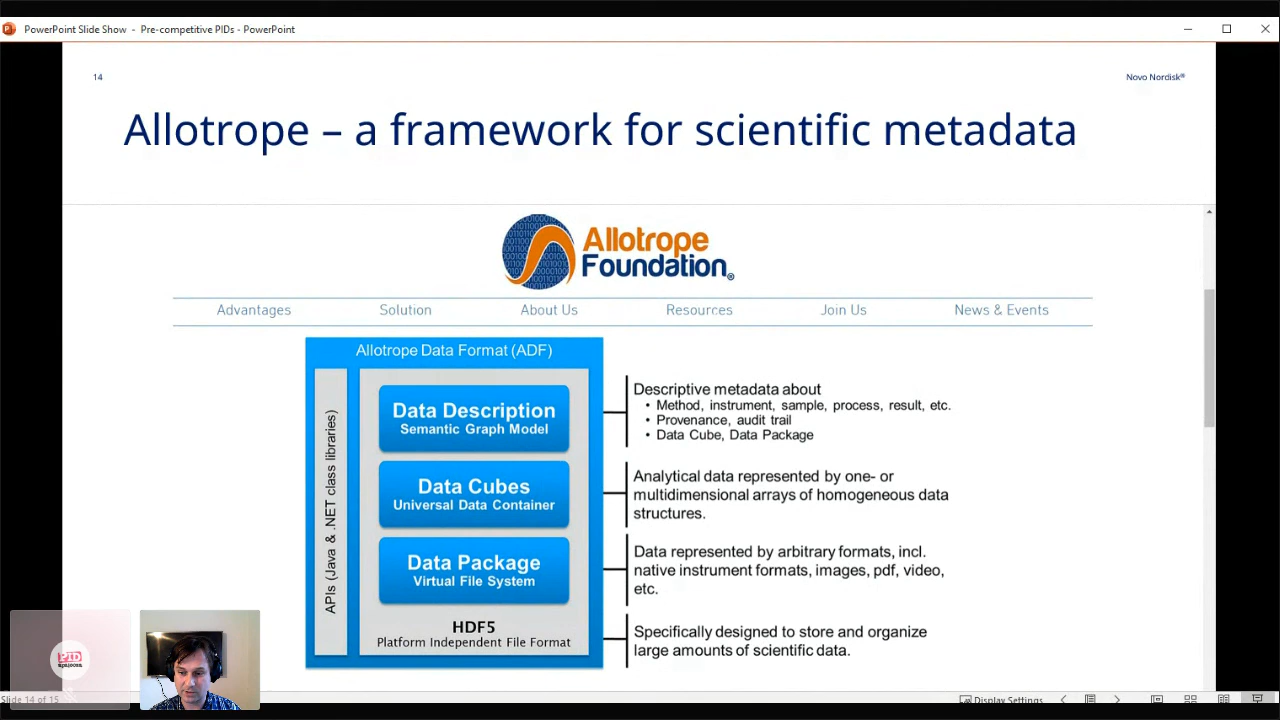 PowerPoint Slide Show - Pre-competitive PIDs - PowerPoint
14
Novo Nordisk®
Allotrope – a framework for scientific metadata
Allotrope
Foundation®
Advantages Solution About Us Resources Join Us News & Events
Allotrope Data Format (ADF)
APIs (Java & .NET class libraries)
Data Description
Semantic Graph Model
Data Cubes
Universal Data Container
Data Package
Virtual File System
HDF5
Platform Independent File Format
Descriptive metadata about
• Method, instrument, sample, process, result, etc.
• Provenance, audit trail
• Data Cube, Data Package
Analytical data represented by one- or
multidimensional arrays of homogeneous data
structures.
Data represented by arbitrary formats, incl.
native instrument formats, images, pdf, video,
etc.
Specifically designed to store and organize
large amounts of scientific data.
PID
apalooza
Slide 14 of 15
Display Settings